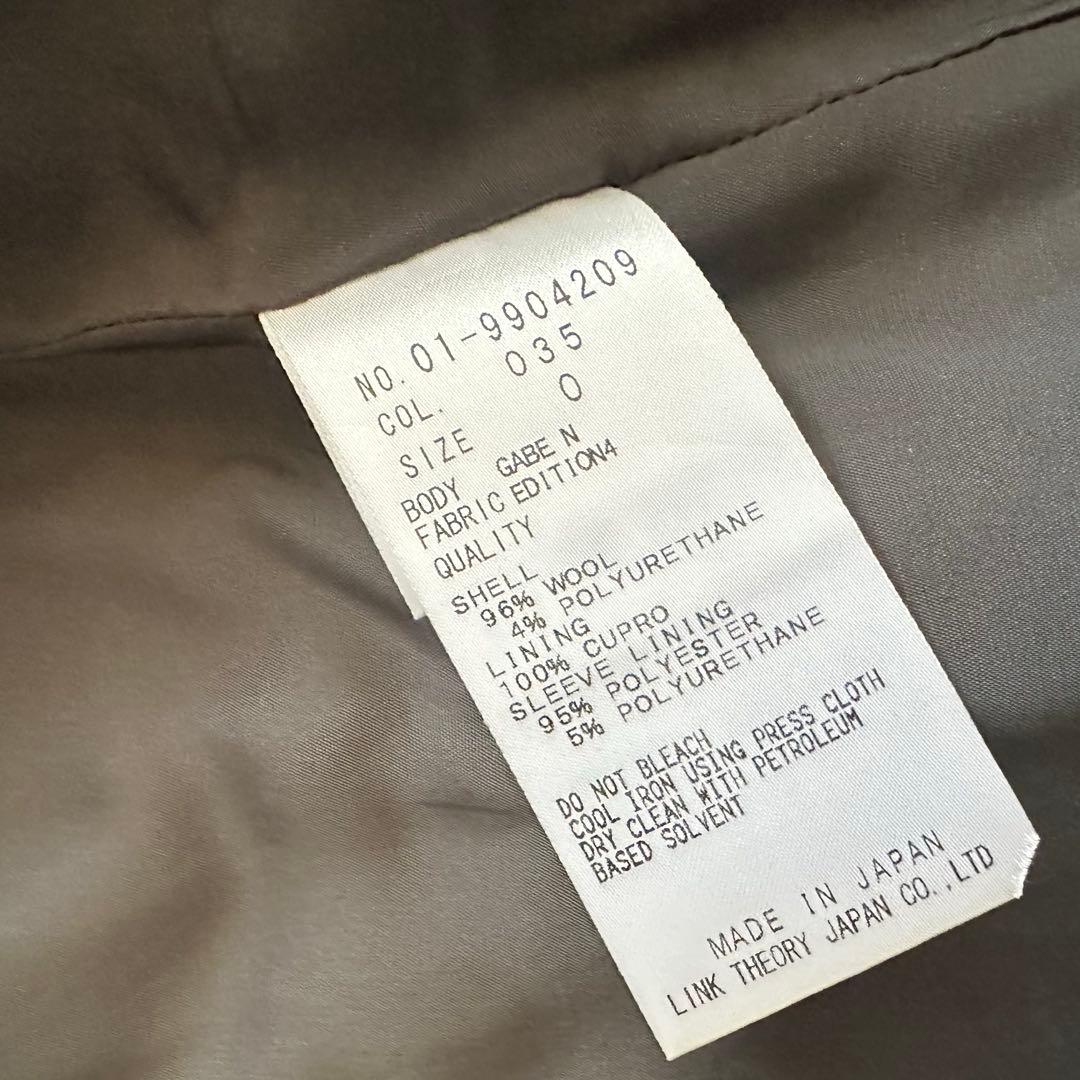 NO. 01-9904209
COL. 035
SIZE 0
BODY GABE N
FABRIC EDITION4
QUALITY
SHELL
96% WOOL
4% POLYURETHANE
LINING
100% CUPRO
SLEEVE LINING
95% POLYESTER
5% POLYURETHANE
DO NOT BLEACH
COOL IRON USING PRESS CLOTH
DRY CLEAN WITH PETROLEUM
BASED SOLVENT
MADE IN JAPAN
LINK THEORY JAPAN CO.,LTD